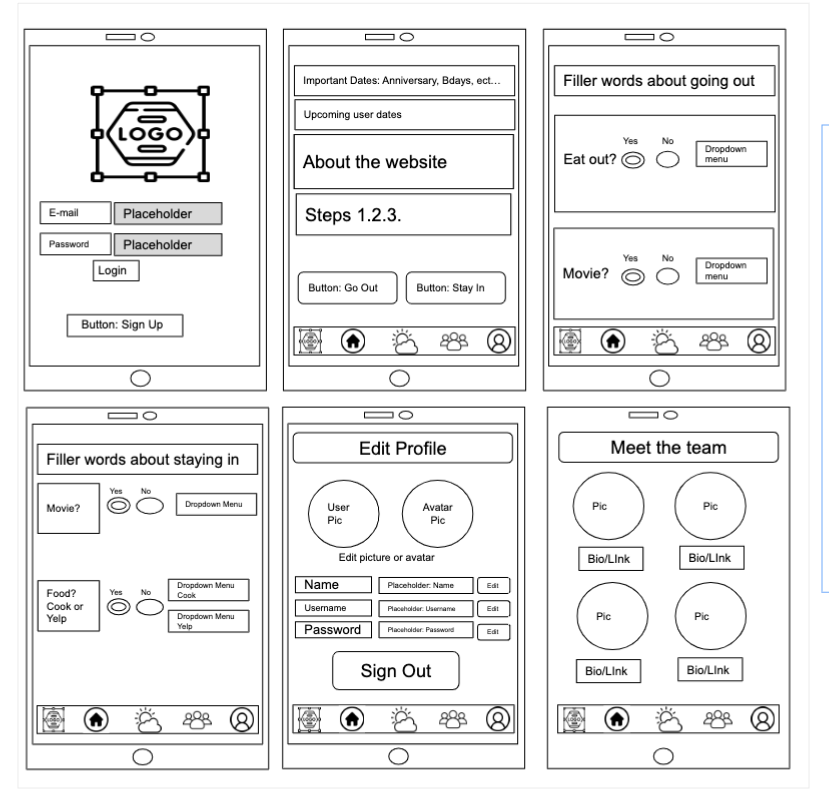 LOGO
E-mail
Placeholder
Password
Placeholder
Login
Button: Sign Up
Important Dates: Anniversary, Bdays, ect...
Upcoming user dates
About the website
Steps 1.2.3.
Button: Go Out
Button: Stay In
LOGO
Filler words about going out
Eat out?
Yes
No
Dropdown
menu
Movie?
Yes
No
Dropdown
menu
LOGO
Filler words about staying in
Movie?
Yes
No
Dropdown Menu
Food?
Cook or
Yelp
Yes
No
Dropdown Menu
Cook
Dropdown Menu
Yelp
LOGO
Edit Profile
User
Pic
Avatar
Pic
Edit picture or avatar
Name
Placeholder: Name
Edit
Username
Placeholder: Username
Edit
Password
Placeholder: Password
Edit
Sign Out
LOGO
Meet the team
Pic
Pic
Bio/LInk
Bio/LInk
Pic
Pic
Bio/LInk
Bio/LInk
LOGO